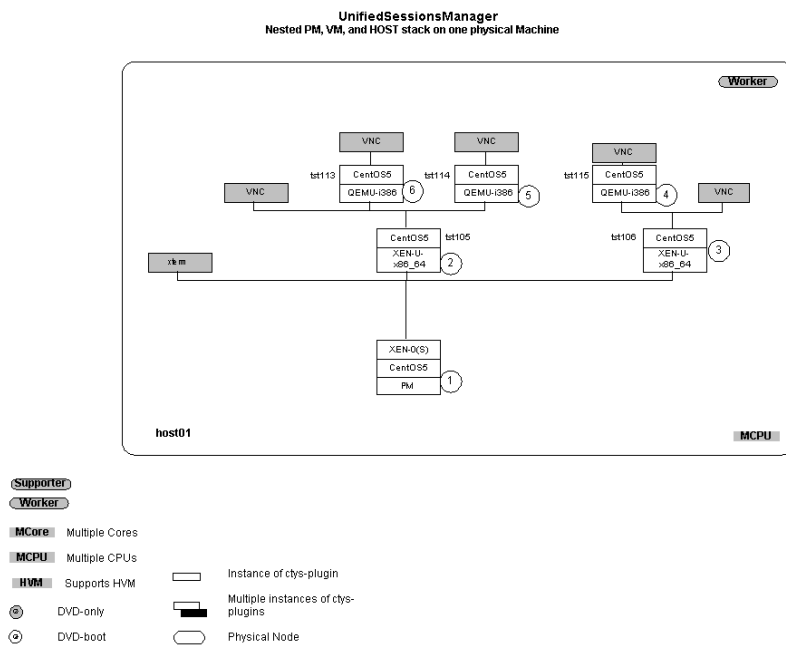 UnifiedSessionsManager
Nested PM, VM, and HOST stack on one physical Machine
Worker
VNC
VNC
VNC
tst113
CentOS5
tst114
CentOS5
tst115
CentOS5
VNC
QEMU-i386
6
QEMU-i386
5
QEMU-i386
4
VNC
CentOS5
tst105
tst106
CentOS5
xterm
XEN-U-
x86_64
2
XEN-U-
x86_64
3
XEN-0(S)
CentOS5
PM
1
host01
MCPU
Supporter
Worker
MCore Multiple Cores
MCPU Multiple CPUs
HVM Supports HVM
DVD-only
DVD-boot
Instance of ctys-plugin
Multiple instances of ctys-
plugins
Physical Node